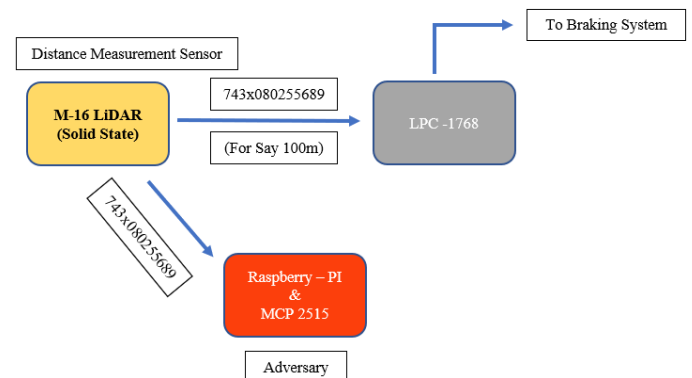 To Braking System
Distance Measurement Sensor
743x080255689
M-16 LiDAR
(Solid State)
LPC -1768
(For Say 100m)
743x080255689
Raspberry – PI
&
MCP 2515
Adversary